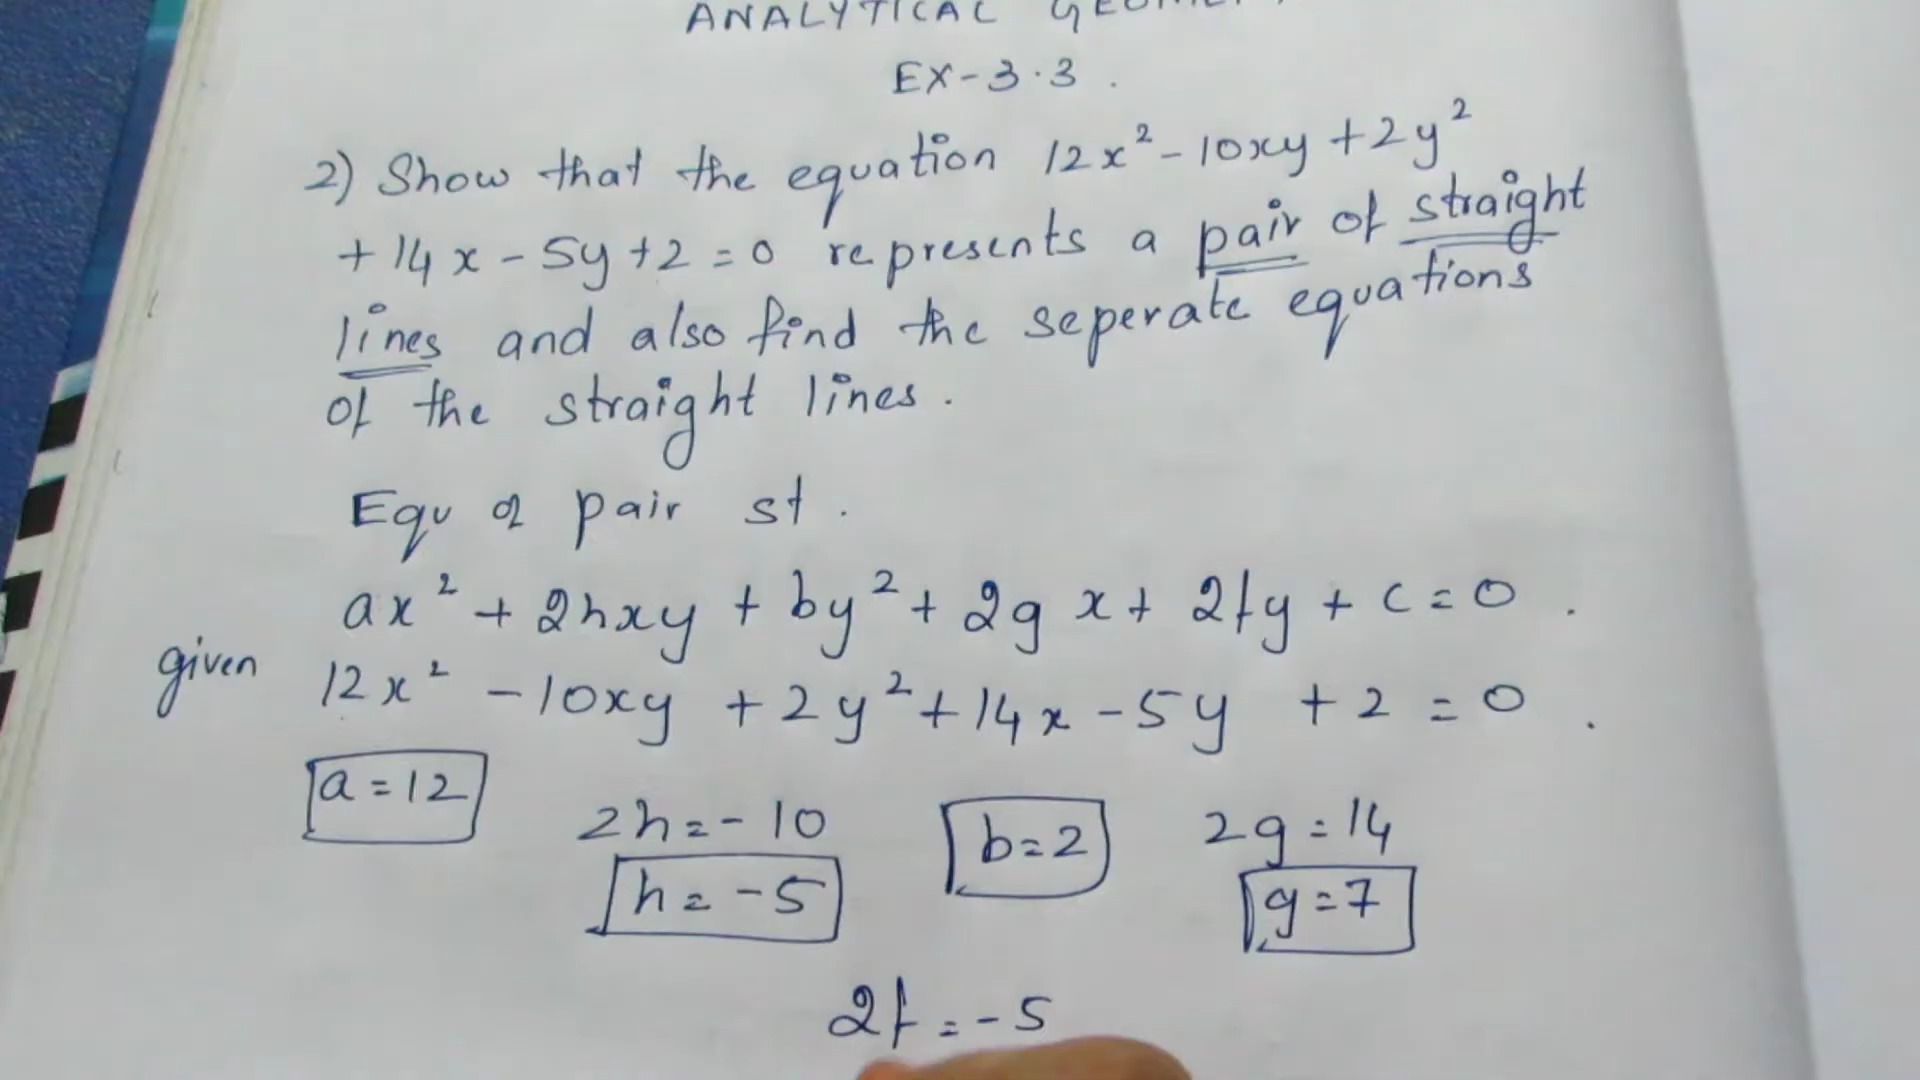 ANALYTICAL
EX-3.3.
2) Show that the equation 12x² - 10xy + 2y²
+ 14x - 5y + 2 = 0 represents a pair of straight
lines and also find the seperate equations
of the straight lines.
Equ of pair st.
ax² + 2hxy + by² + 2gx + 2fy + c = 0.
given 12x² - 10xy + 2y² + 14x - 5y + 2 = 0.
a = 12 2h = -10 b = 2 2g = 14
h = -5 g = 7
2f = -5